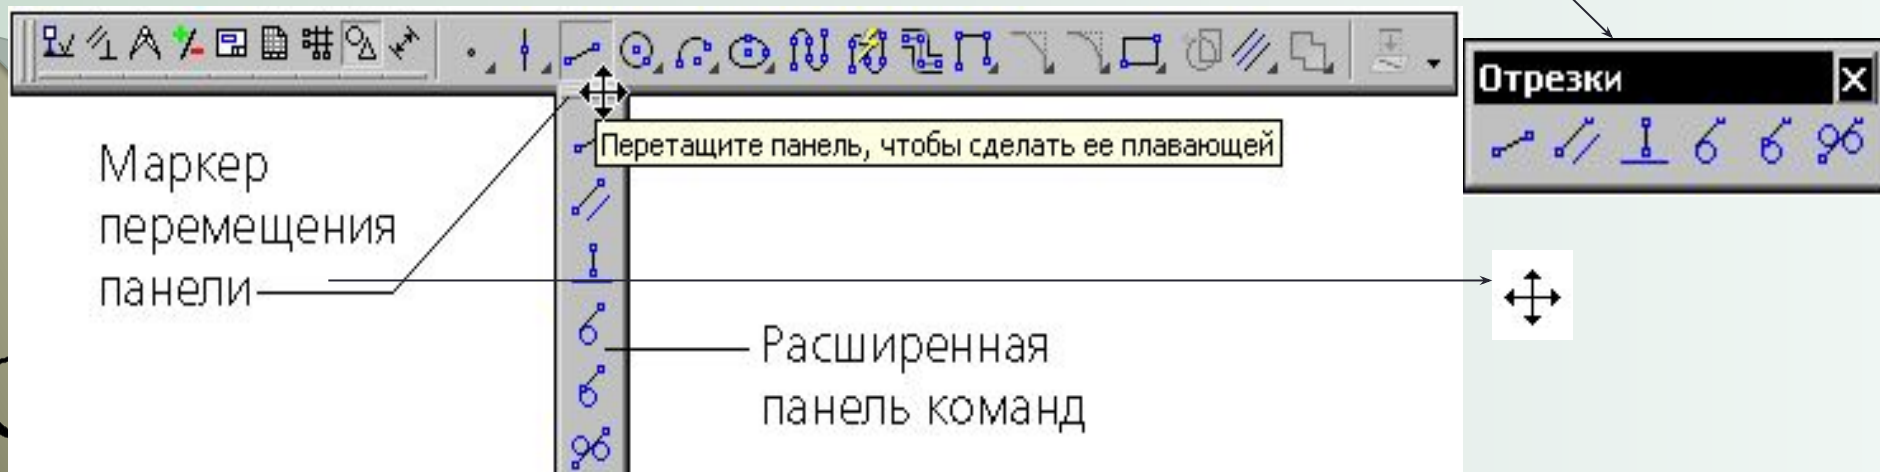 Отрезки
Перетащите панель, чтобы сделать ее плавающей
Маркер
перемещения
панели
Расширенная
панель команд